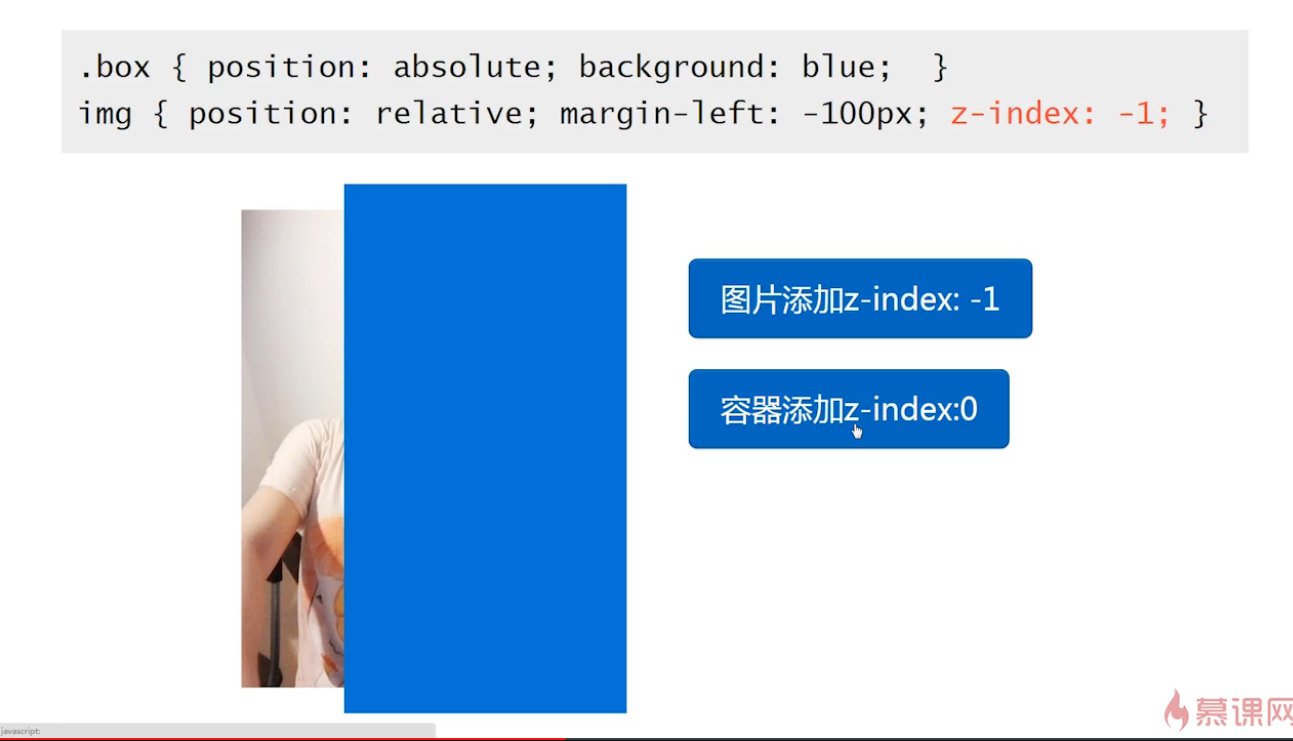 .box { position: absolute; background: blue;  }
img { position: relative; margin-left: -100px; z-index: -1; }
图片添加z-index: -1
容器添加z-index:0
慕课网
javascript: